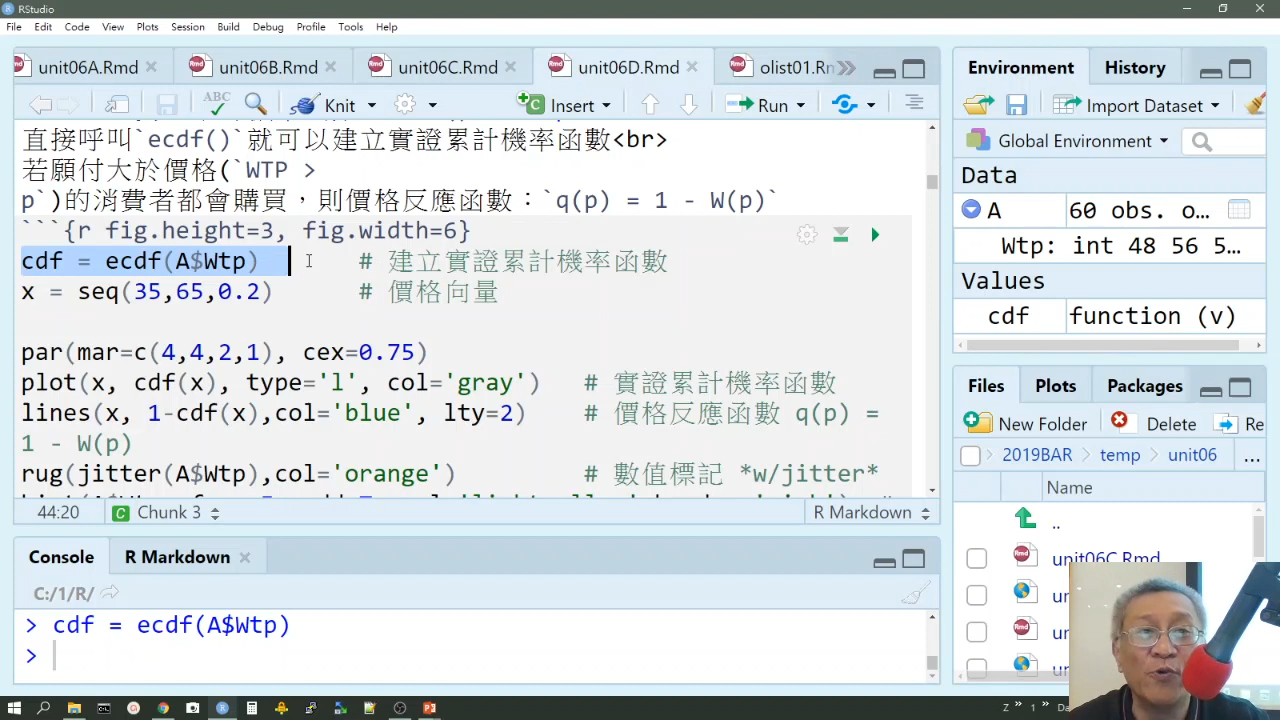 RStudio
File Edit Code View Plots Session Build Debug Profile Tools Help
unit06A.Rmd unit06B.Rmd unit06C.Rmd unit06D.Rmd olist01.Rn
ABC Knit Insert Run
直接呼叫`ecdf()`就可以建立實證累計機率函數<br>
若願付大於價格(`WTP >
p`)的消費者都會購買，則價格反應函數：`q(p) = 1 - W(p)`
```{r fig.height=3, fig.width=6}
cdf = ecdf(A$Wtp) # 建立實證累計機率函數
x = seq(35,65,0.2) # 價格向量
par(mar=c(4,4,2,1), cex=0.75)
plot(x, cdf(x), type='l', col='gray') # 實證累計機率函數
lines(x, 1-cdf(x),col='blue', lty=2) # 價格反應函數 q(p) =
1 - W(p)
rug(jitter(A$Wtp),col='orange') # 數值標記 *w/jitter*
44:20 C Chunk 3 R Markdown
Console R Markdown
C:/1/R/
> cdf = ecdf(A$Wtp)
>
Environment History
Import Dataset
Global Environment
Data
A 60 obs. o...
Wtp: int 48 56 5...
Values
cdf function (v)
Files Plots Packages
New Folder Delete Re
2019BAR temp unit06 ...
Name
..
unit06C.Rmd
un
un
un
Z » 1 » Da